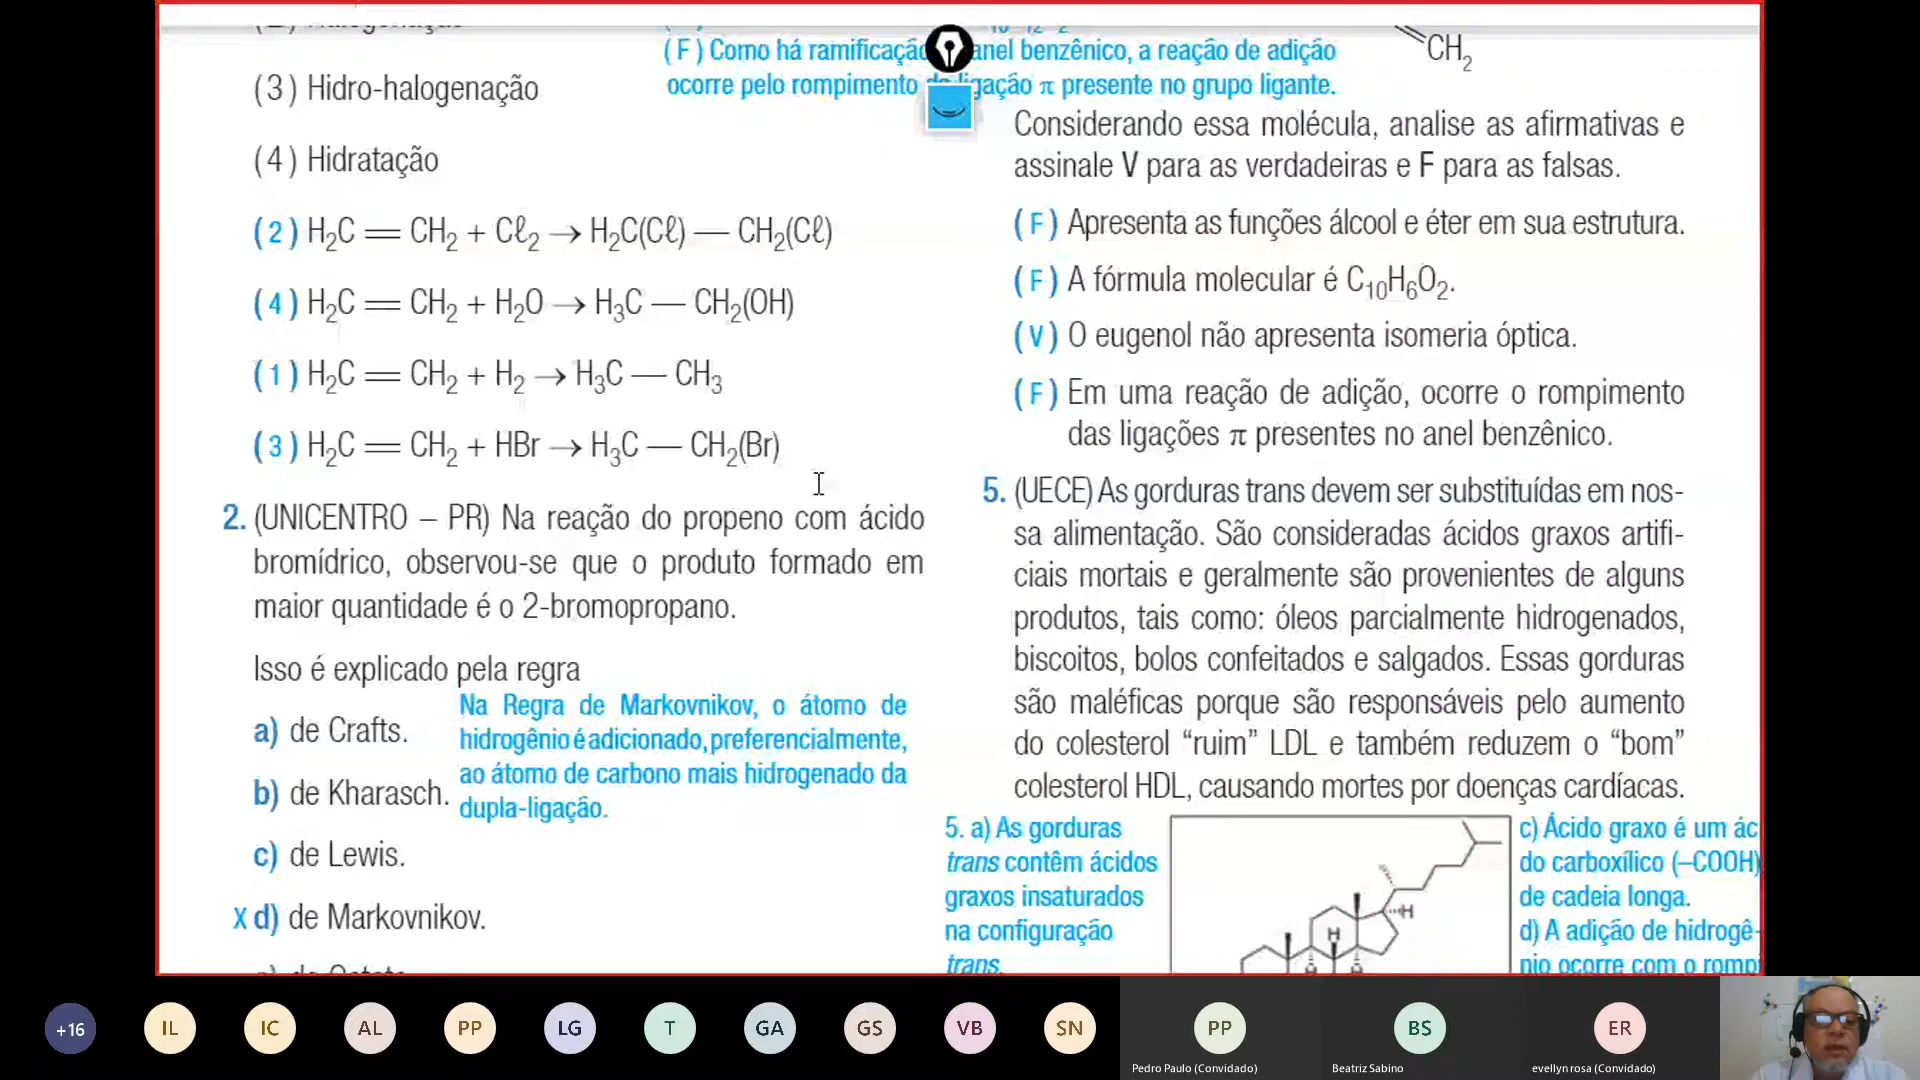 (3) Hidro-halogenação
(4) Hidratação
(2) H₂C = CH₂ + Cℓ₂ → H₂C(Cℓ) — CH₂(Cℓ)
(4) H₂C = CH₂ + H₂O → H₃C — CH₂(OH)
(1) H₂C = CH₂ + H₂ → H₃C — CH₃
(3) H₂C = CH₂ + HBr → H₃C — CH₂(Br)
2. (UNICENTRO – PR) Na reação do propeno com ácido
bromídrico, observou-se que o produto formado em
maior quantidade é o 2-bromopropano.
Isso é explicado pela regra
a) de Crafts.
b) de Kharasch.
c) de Lewis.
X d) de Markovnikov.
Na Regra de Markovnikov, o átomo de
hidrogênio é adicionado, preferencialmente,
ao átomo de carbono mais hidrogenado da
dupla-ligação.
(F) Como há ramificação anel benzênico, a reação de adição
ocorre pelo rompimento ligação π presente no grupo ligante.
CH₂
Considerando essa molécula, analise as afirmativas e
assinale V para as verdadeiras e F para as falsas.
(F) Apresenta as funções álcool e éter em sua estrutura.
(F) A fórmula molecular é C₁₀H₆O₂.
(V) O eugenol não apresenta isomeria óptica.
(F) Em uma reação de adição, ocorre o rompimento
das ligações π presentes no anel benzênico.
5. (UECE) As gorduras trans devem ser substituídas em nos-
sa alimentação. São consideradas ácidos graxos artifi-
ciais mortais e geralmente são provenientes de alguns
produtos, tais como: óleos parcialmente hidrogenados,
biscoitos, bolos confeitados e salgados. Essas gorduras
são maléficas porque são responsáveis pelo aumento
do colesterol “ruim” LDL e também reduzem o “bom”
colesterol HDL, causando mortes por doenças cardíacas.
5. a) As gorduras
trans contêm ácidos
graxos insaturados
na configuração
trans.
H
H
c) Ácido graxo é um ác
do carboxílico (–COOH)
de cadeia longa.
d) A adição de hidrogê-
nio ocorre com o rompi
+16
IL
IC
AL
PP
LG
T
GA
GS
VB
SN
PP
BS
ER
Pedro Paulo (Convidado)
Beatriz Sabino
evellyn rosa (Convidado)